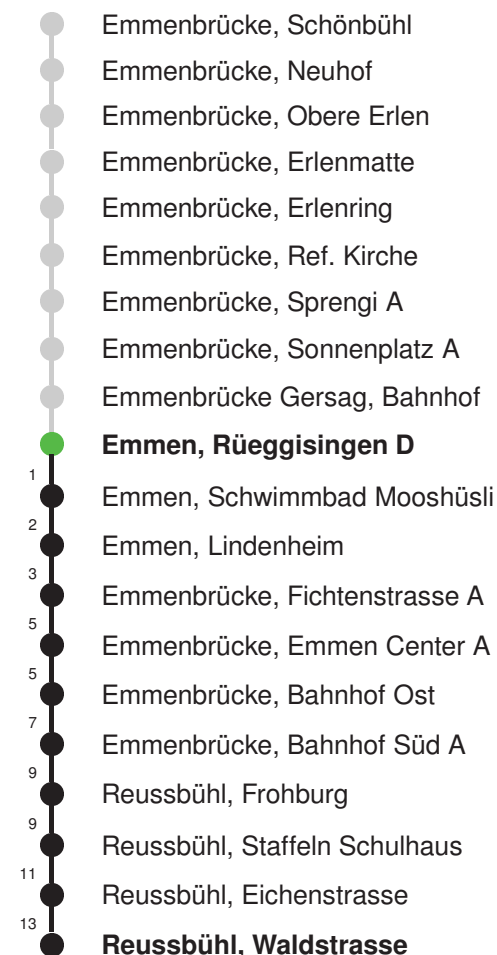 Emmenbrücke, Schönbühl
Emmenbrücke, Neuhof
Emmenbrücke, Obere Erlen
Emmenbrücke, Erlenmatte
Emmenbrücke, Erlenring
Emmenbrücke, Ref. Kirche
Emmenbrücke, Sprengi A
Emmenbrücke, Sonnenplatz A
Emmenbrücke Gersag, Bahnhof
Emmen, Rüeggisingen D
1 Emmen, Schwimmbad Mooshüsli
2 Emmen, Lindenheim
3 Emmenbrücke, Fichtenstrasse A
5 Emmenbrücke, Emmen Center A
5 Emmenbrücke, Bahnhof Ost
7 Emmenbrücke, Bahnhof Süd A
9 Reussbühl, Frohburg
9 Reussbühl, Staffeln Schulhaus
11 Reussbühl, Eichenstrasse
13 Reussbühl, Waldstrasse